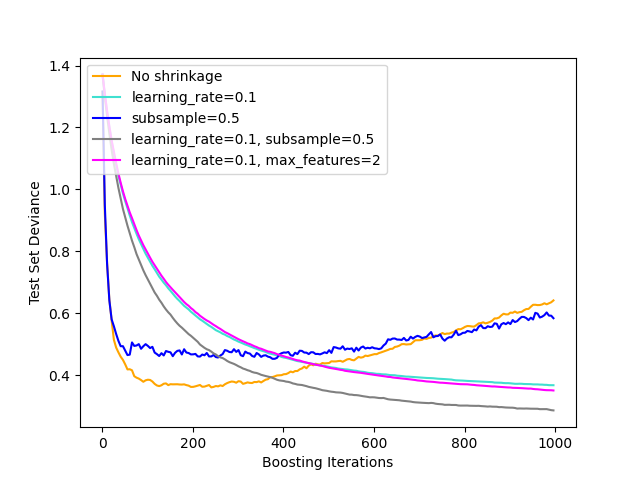 1.4
1.2
1.0
0.8
0.6
0.4
Test Set Deviance
No shrinkage
learning_rate=0.1
subsample=0.5
learning_rate=0.1, subsample=0.5
learning_rate=0.1, max_features=2
0 200 400 600 800 1000
Boosting Iterations